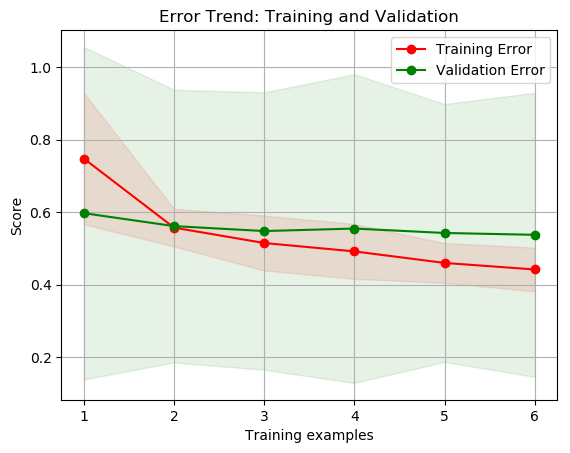 Error Trend: Training and Validation
Training Error
Validation Error
Score
1.0
0.8
0.6
0.4
0.2
1 2 3 4 5 6
Training examples